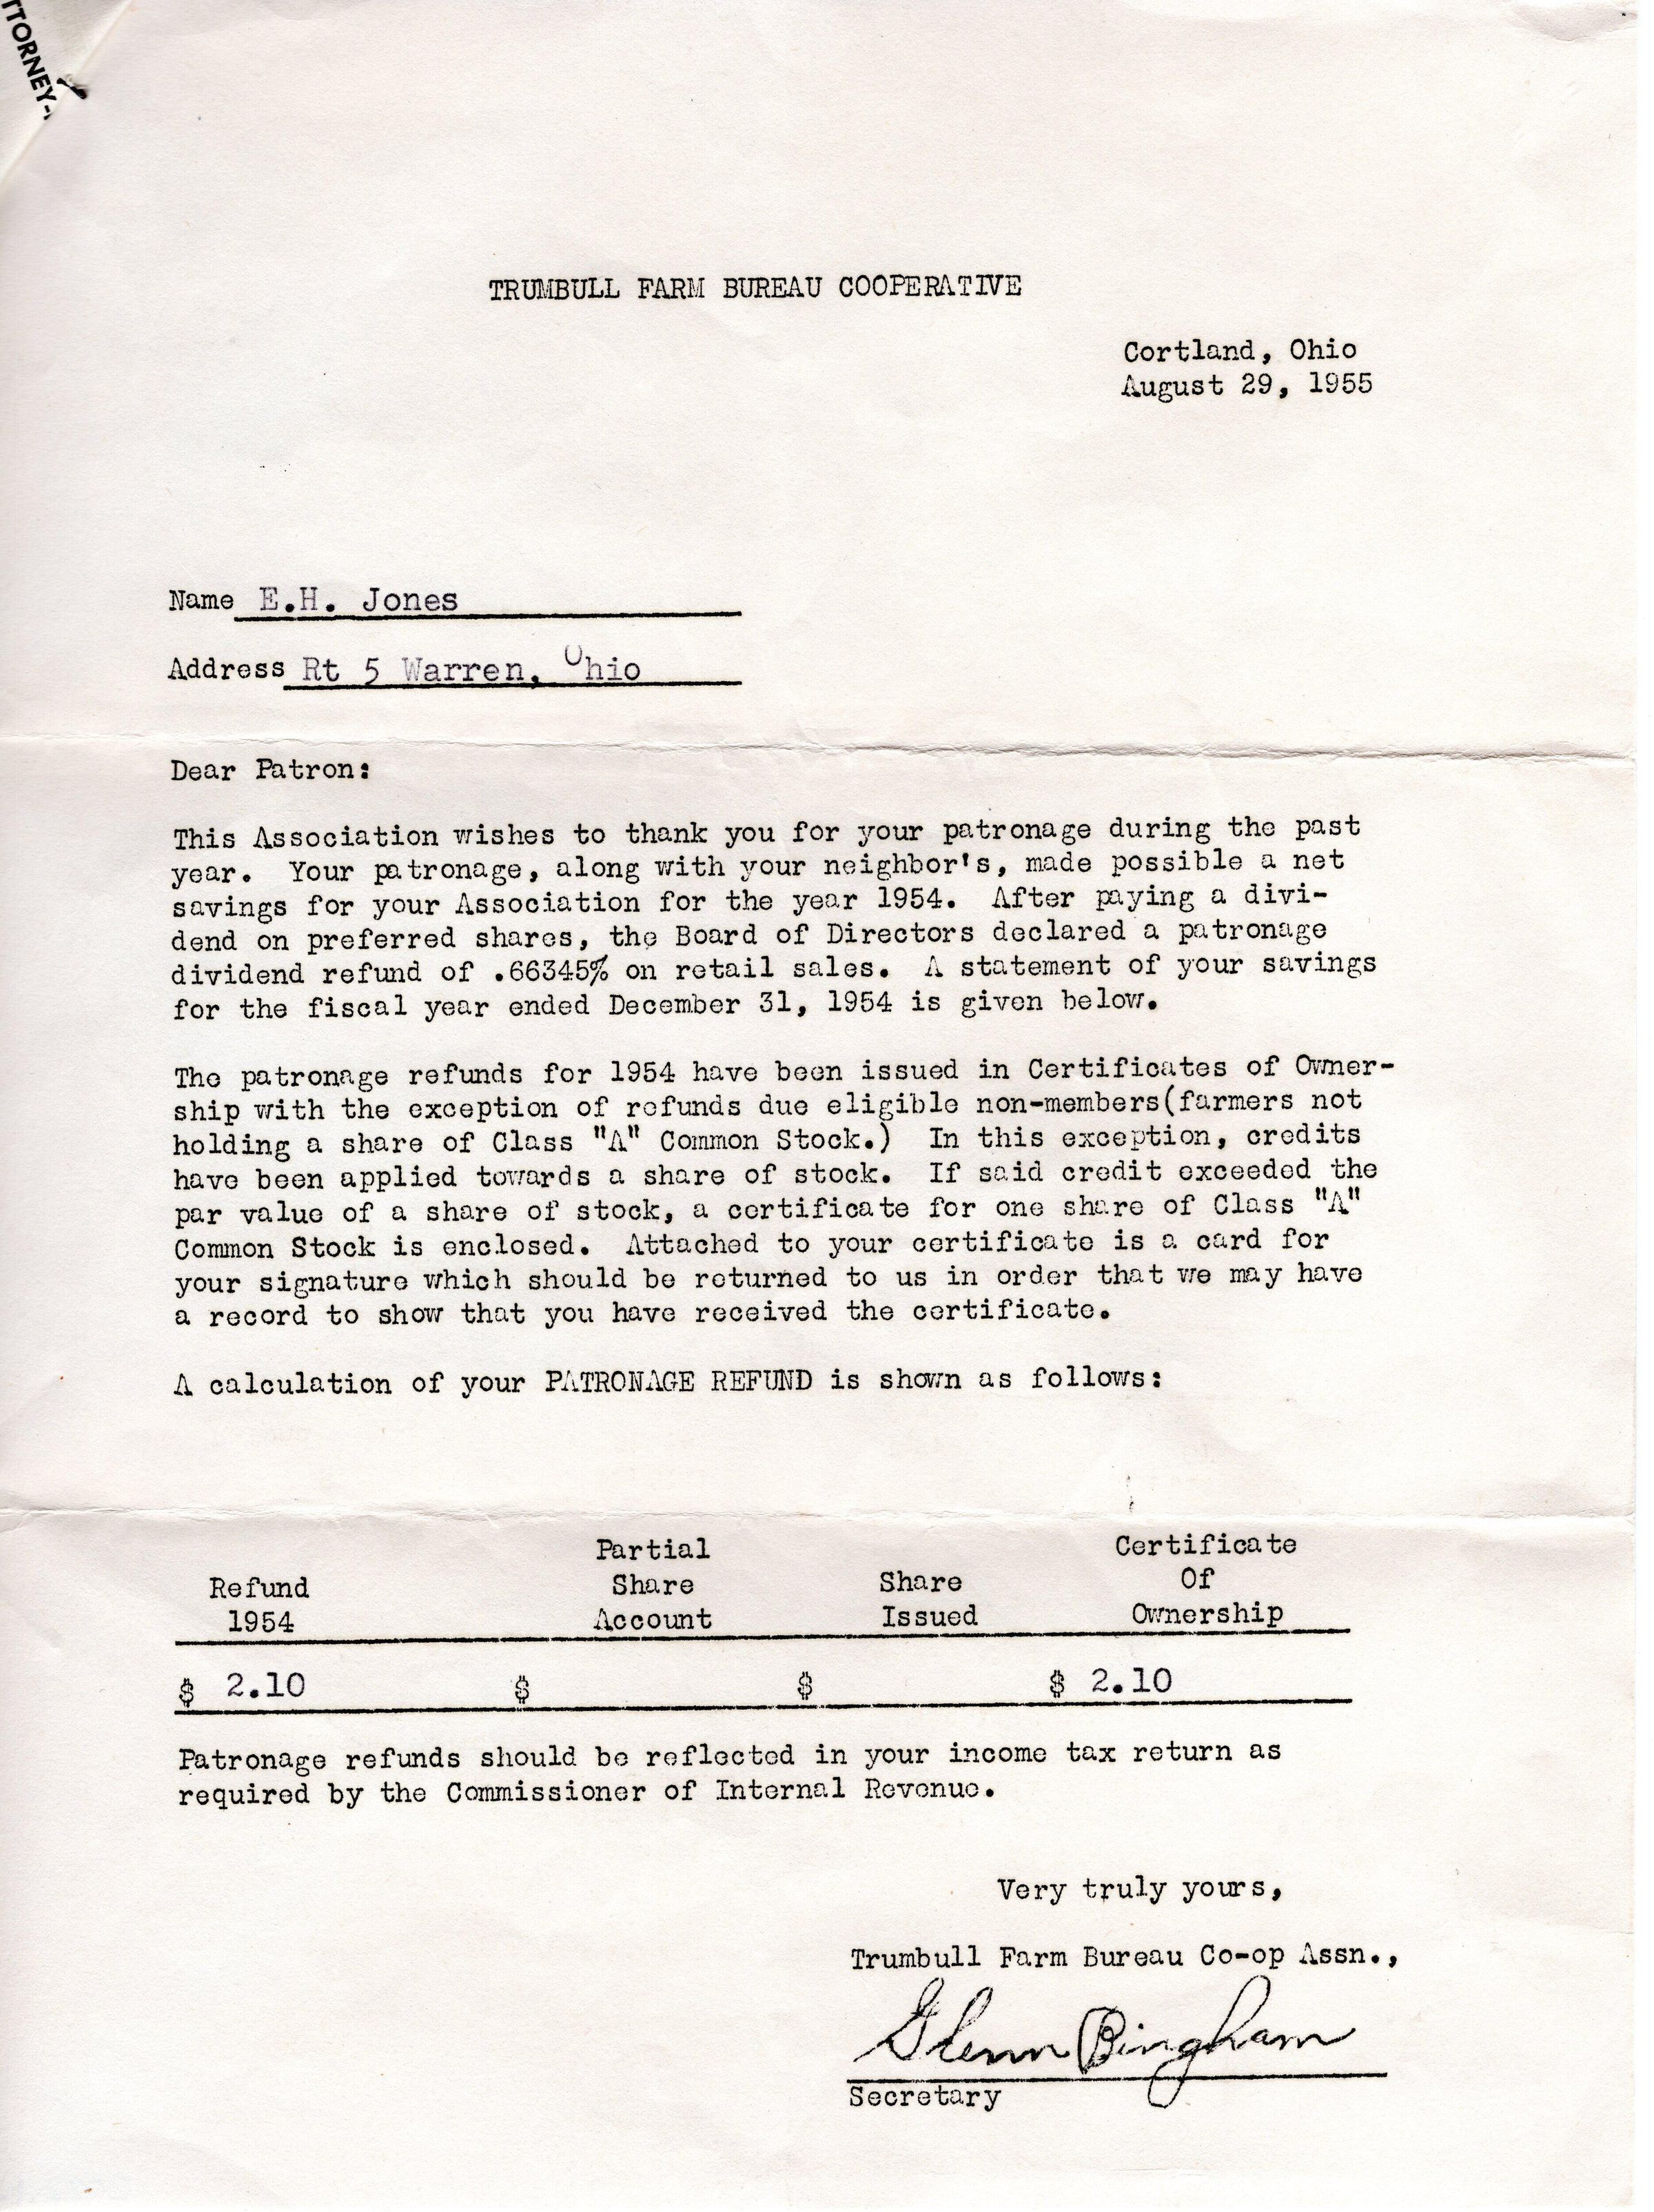 TTORNEY-
TRUMBULL FARM BUREAU COOPERATIVE
Cortland, Ohio
August 29, 1955
Name E.H. Jones
Address Rt 5 Warren, Ohio
Dear Patron:
This Association wishes to thank you for your patronage during the past
year. Your patronage, along with your neighbor's, made possible a net
savings for your Association for the year 1954. After paying a divi-
dend on preferred shares, the Board of Directors declared a patronage
dividend refund of .66345% on retail sales. A statement of your savings
for the fiscal year ended December 31, 1954 is given below.
The patronage refunds for 1954 have been issued in Certificates of Owner-
ship with the exception of refunds due eligible non-members(farmers not
holding a share of Class "A" Common Stock.) In this exception, credits
have been applied towards a share of stock. If said credit exceeded the
par value of a share of stock, a certificate for one share of Class "A"
Common Stock is enclosed. Attached to your certificate is a card for
your signature which should be returned to us in order that we may have
a record to show that you have received the certificate.
A calculation of your PATRONAGE REFUND is shown as follows:
Refund 1954
Partial Share Account
Share Issued
Certificate Of Ownership
$ 2.10 $ $ $ 2.10
Patronage refunds should be reflected in your income tax return as
required by the Commissioner of Internal Revenue.
Very truly yours,
Trumbull Farm Bureau Co-op Assn.,
Glenn Bingham
Secretary